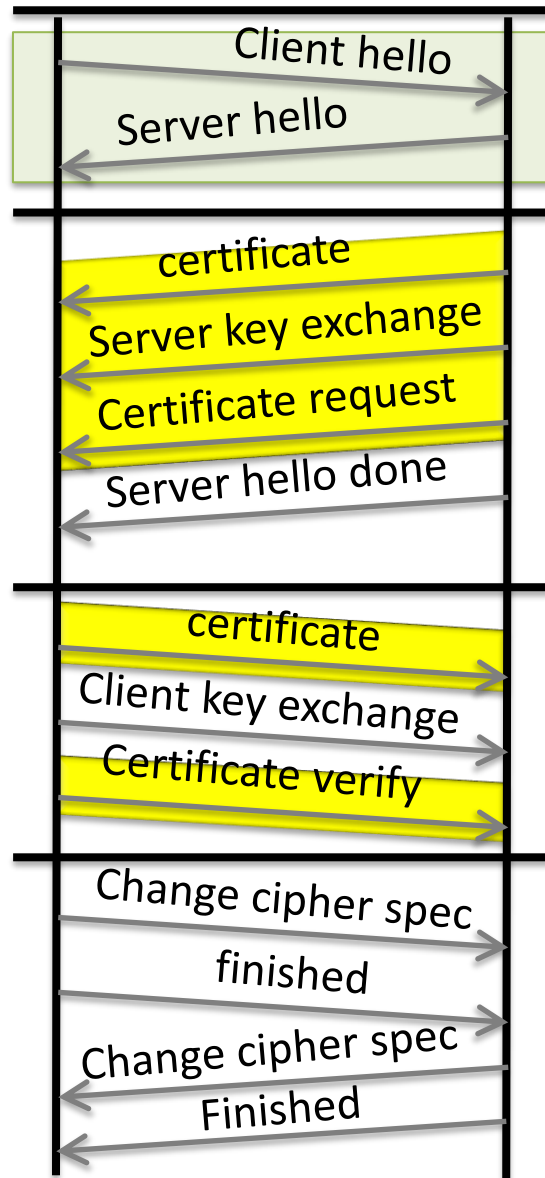 Client hello
Server hello
certificate
Server key exchange
Certificate request
Server hello done
certificate
Client key exchange
Certificate verify
Change cipher spec
finished
Change cipher spec
Finished